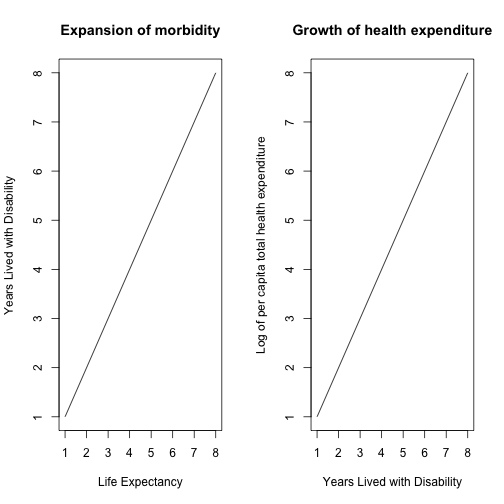 Expansion of morbidity
Years Lived with Disability
8
7
6
5
4
3
2
1
1 2 3 4 5 6 7 8
Life Expectancy
Growth of health expenditure
Log of per capita total health expenditure
8
7
6
5
4
3
2
1
1 2 3 4 5 6 7 8
Years Lived with Disability